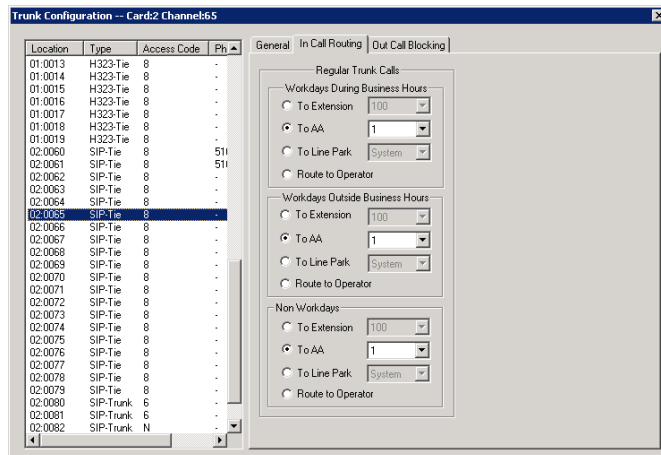 Trunk Configuration -- Card:2 Channel:65
Location Type Access Code Ph
01:0013 H323-Tie 8 -
01:0014 H323-Tie 8 -
01:0015 H323-Tie 8 -
01:0016 H323-Tie 8 -
01:0017 H323-Tie 8 -
01:0018 H323-Tie 8 -
01:0019 H323-Tie 8 -
02:0060 SIP-Tie 8 51
02:0061 SIP-Tie 8 51
02:0062 SIP-Tie 8 -
02:0063 SIP-Tie 8 -
02:0064 SIP-Tie 8 -
02:0065 SIP-Tie 8 -
02:0066 SIP-Tie 8 -
02:0067 SIP-Tie 8 -
02:0068 SIP-Tie 8 -
02:0069 SIP-Tie 8 -
02:0070 SIP-Tie 8 -
02:0071 SIP-Tie 8 -
02:0072 SIP-Tie 8 -
02:0073 SIP-Tie 8 -
02:0074 SIP-Tie 8 -
02:0075 SIP-Tie 8 -
02:0076 SIP-Tie 8 -
02:0077 SIP-Tie 8 -
02:0078 SIP-Tie 8 -
02:0079 SIP-Tie 8 -
02:0080 SIP-Trunk 6 -
02:0081 SIP-Trunk 6 -
02:0082 SIP-Trunk N -
General In Call Routing Out Call Blocking
Regular Trunk Calls
Workdays During Business Hours
To Extension 100
To AA 1
To Line Park System
Route to Operator
Workdays Outside Business Hours
To Extension 100
To AA 1
To Line Park System
Route to Operator
Non Workdays
To Extension 100
To AA 1
To Line Park System
Route to Operator